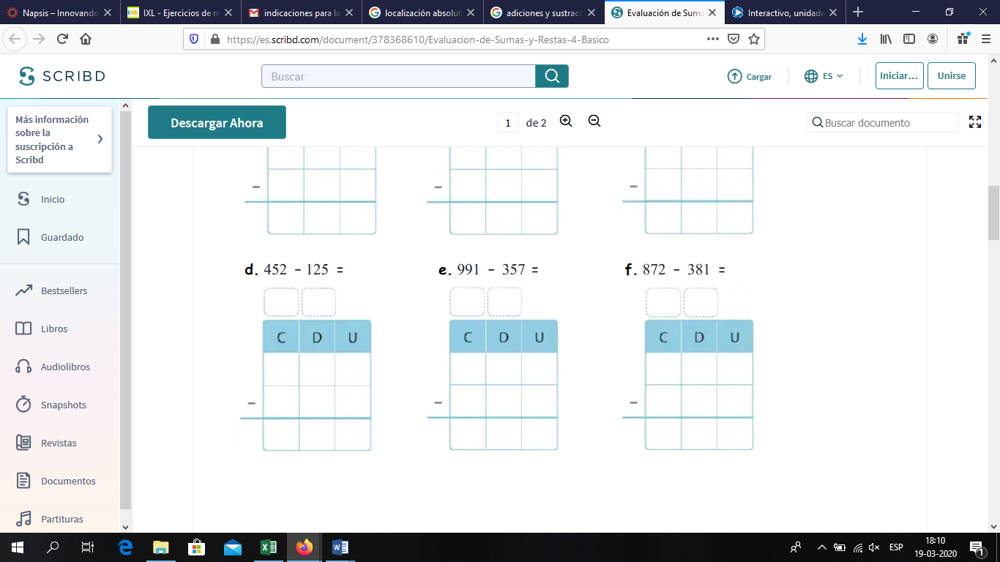 Napsis – Innovando
IXL - Ejercicios de m
indicaciones para la
localización absolut
adiciones y sustracc
Evaluación de Suma
Interactivo, unidade
https://es.scribd.com/document/378368610/Evaluacion-de-Sumas-y-Restas-4-Basico
SCRIBD
Buscar
Cargar
ES
Iniciar...
Unirse
Más información
sobre la
suscripción a
Scribd
Descargar Ahora
1 de 2
Buscar documento
Inicio
Guardado
Bestsellers
Libros
Audiolibros
Snapshots
Revistas
Documentos
Partituras
- - -
d. 452 - 125 = e. 991 - 357 = f. 872 - 381 =
C D U C D U C D U
- - -
ESP
18:10
19-03-2020
1